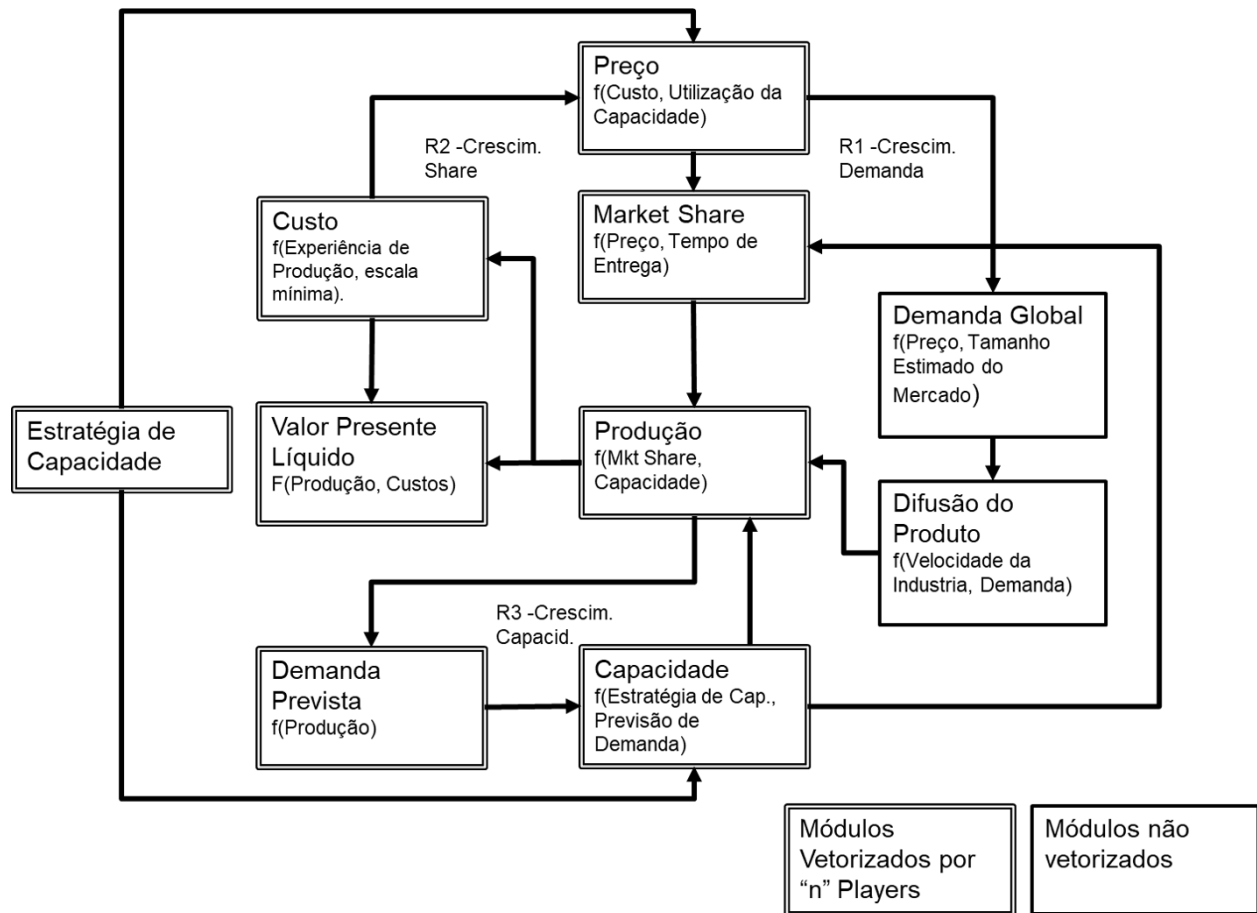 Preço
f(Custo, Utilização da
Capacidade)
R2 -Crescim.
Share
R1 -Crescim.
Demanda
Custo
f(Experiência de
Produção, escala
mínima).
Market Share
f(Preço, Tempo de
Entrega)
Demanda Global
f(Preço, Tamanho
Estimado do
Mercado)
Estratégia de
Capacidade
Valor Presente
Líquido
F(Produção, Custos)
Produção
f(Mkt Share,
Capacidade)
Difusão do
Produto
f(Velocidade da
Industria, Demanda)
R3 -Crescim.
Capacid.
Demanda
Prevista
f(Produção)
Capacidade
f(Estratégia de Cap.,
Previsão de
Demanda)
Módulos
Vetorizados por
“n” Players
Módulos não
vetorizados